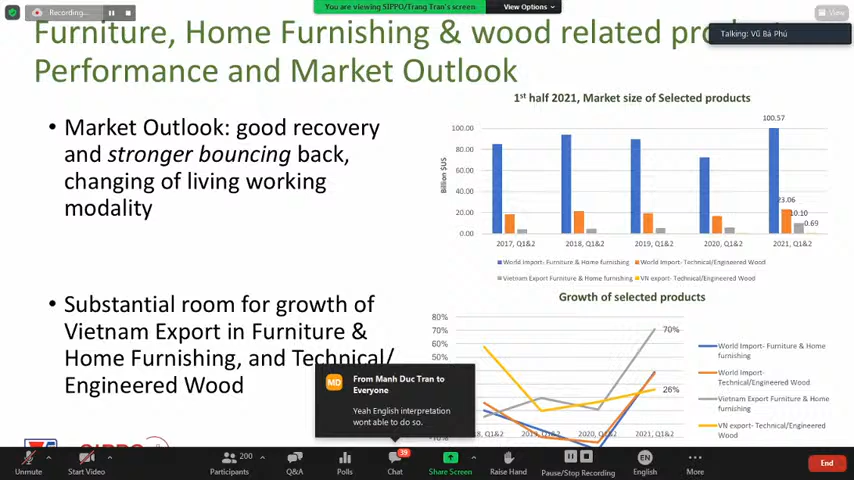 Recording...
You are viewing SIPPO/Trang Tran's screen
View Options
View
Talking: Vũ Bá Phú
Furniture, Home Furnishing & wood related
Performance and Market Outlook
• Market Outlook: good recovery
and stronger bouncing back,
changing of living working
modality
• Substantial room for growth of
Vietnam Export in Furniture &
Home Furnishing, and Technical/
Engineered Wood
1st half 2021, Market size of Selected products
Billion $US
100.00
80.00
60.00
40.00
20.00
0.00
100.57
23.06
10.10
0.69
2017, Q1&2
2018, Q1&2
2019, Q1&2
2020, Q1&2
2021, Q1&2
World Import- Furniture & Home furnishing
World Import- Technical/Engineered Wood
Vietnam Export Furniture & Home furnishing
VN export- Technical/Engineered Wood
Growth of selected products
80%
70%
60%
50%
70%
26%
Q1&2
2019, Q1&2
2020, Q1&2
2021, Q1&2
World Import- Furniture & Home
furnishing
World Import-
Technical/Engineered Wood
Vietnam Export Furniture & Home
furnishing
VN export- Technical/Engineered
Wood
MD
From Manh Duc Tran to
Everyone
Yeah English interpretation
wont able to do so.
SIPPO
Unmute
Start Video
200
Participants
Q&A
Polls
39
Chat
Share Screen
Raise Hand
Pause/Stop Recording
EN
English
More
End